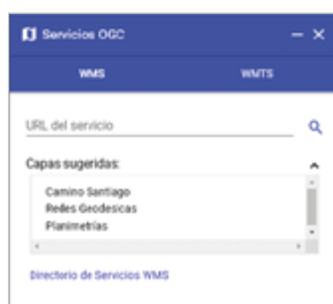 Servicios OGC
WMS
WMTS
URL del servicio
Capas sugeridas:
Camino Santiago
Redes Geodesicas
Planimetrías
Directorio de Servicios WMS